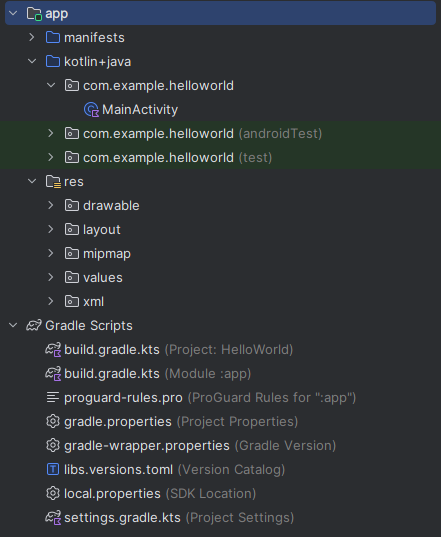 app
manifests
kotlin+java
com.example.helloworld
MainActivity
com.example.helloworld (androidTest)
com.example.helloworld (test)
res
drawable
layout
mipmap
values
xml
Gradle Scripts
build.gradle.kts (Project: HelloWorld)
build.gradle.kts (Module :app)
proguard-rules.pro (ProGuard Rules for ":app")
gradle.properties (Project Properties)
gradle-wrapper.properties (Gradle Version)
libs.versions.toml (Version Catalog)
local.properties (SDK Location)
settings.gradle.kts (Project Settings)